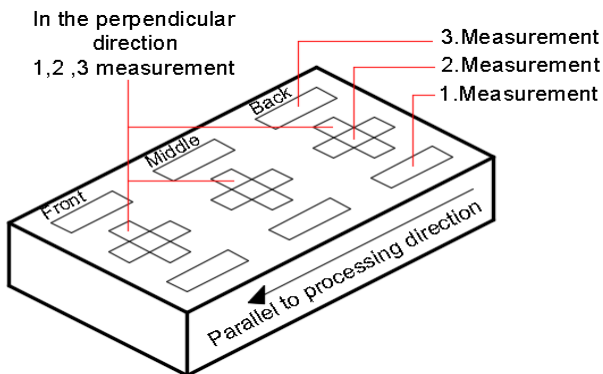 In the perpendicular
direction
1,2 ,3 measurement
3.Measurement
2.Measurement
1.Measurement
Back
Middle
Front
Parallel to processing direction